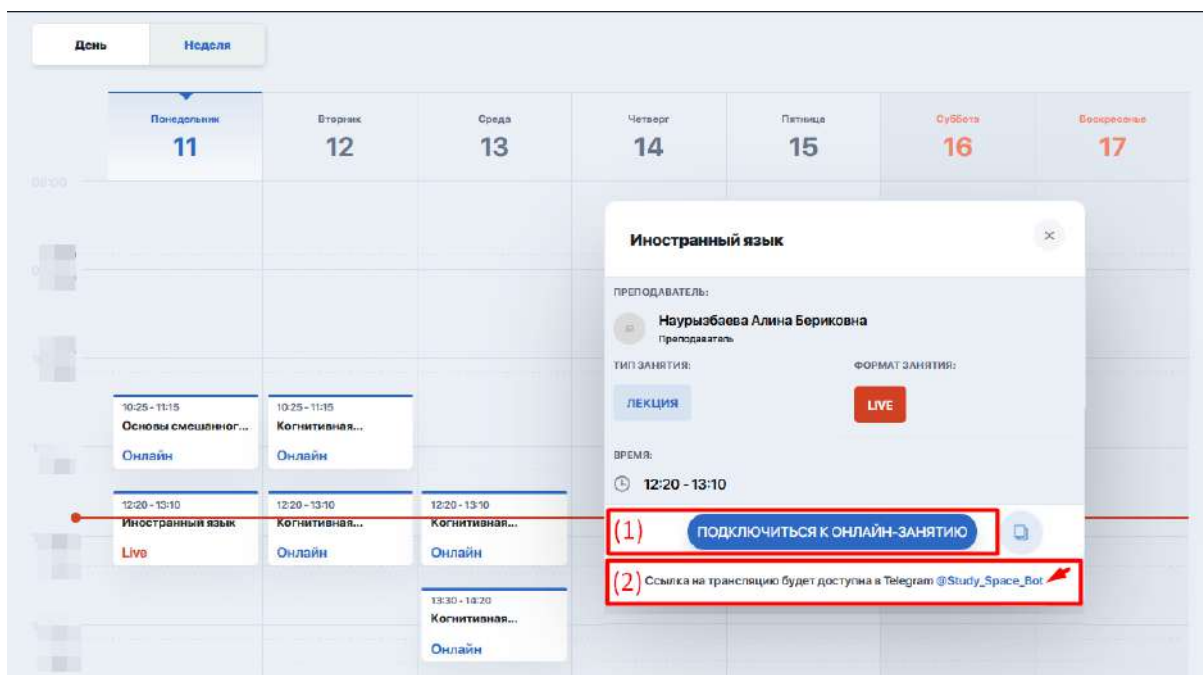 День Неделя
Понедельник Вторник Среда Четверг Пятница Суббота Воскресенье
11 12 13 14 15 16 17
Иностранный язык
ПРЕПОДАВАТЕЛЬ:
Наурызбаева Алина Бериковна
Преподаватель
ТИП ЗАНЯТИЯ: ФОРМАТ ЗАНЯТИЯ:
ЛЕКЦИЯ LIVE
10:25 - 11:15 10:25 - 11:15
Основы смешанног... Когнитивная...
Онлайн Онлайн
ВРЕМЯ:
12:20 - 13:10
12:20 - 13:10 12:20 - 13:10 12:20 - 13:10
Иностранный язык Когнитивная... Когнитивная...
Live Онлайн Онлайн
(1) ПОДКЛЮЧИТЬСЯ К ОНЛАЙН-ЗАНЯТИЮ
(2) Ссылка на трансляцию будет доступна в Telegram @Study_Space_Bot
13:30 - 14:20
Когнитивная...
Онлайн